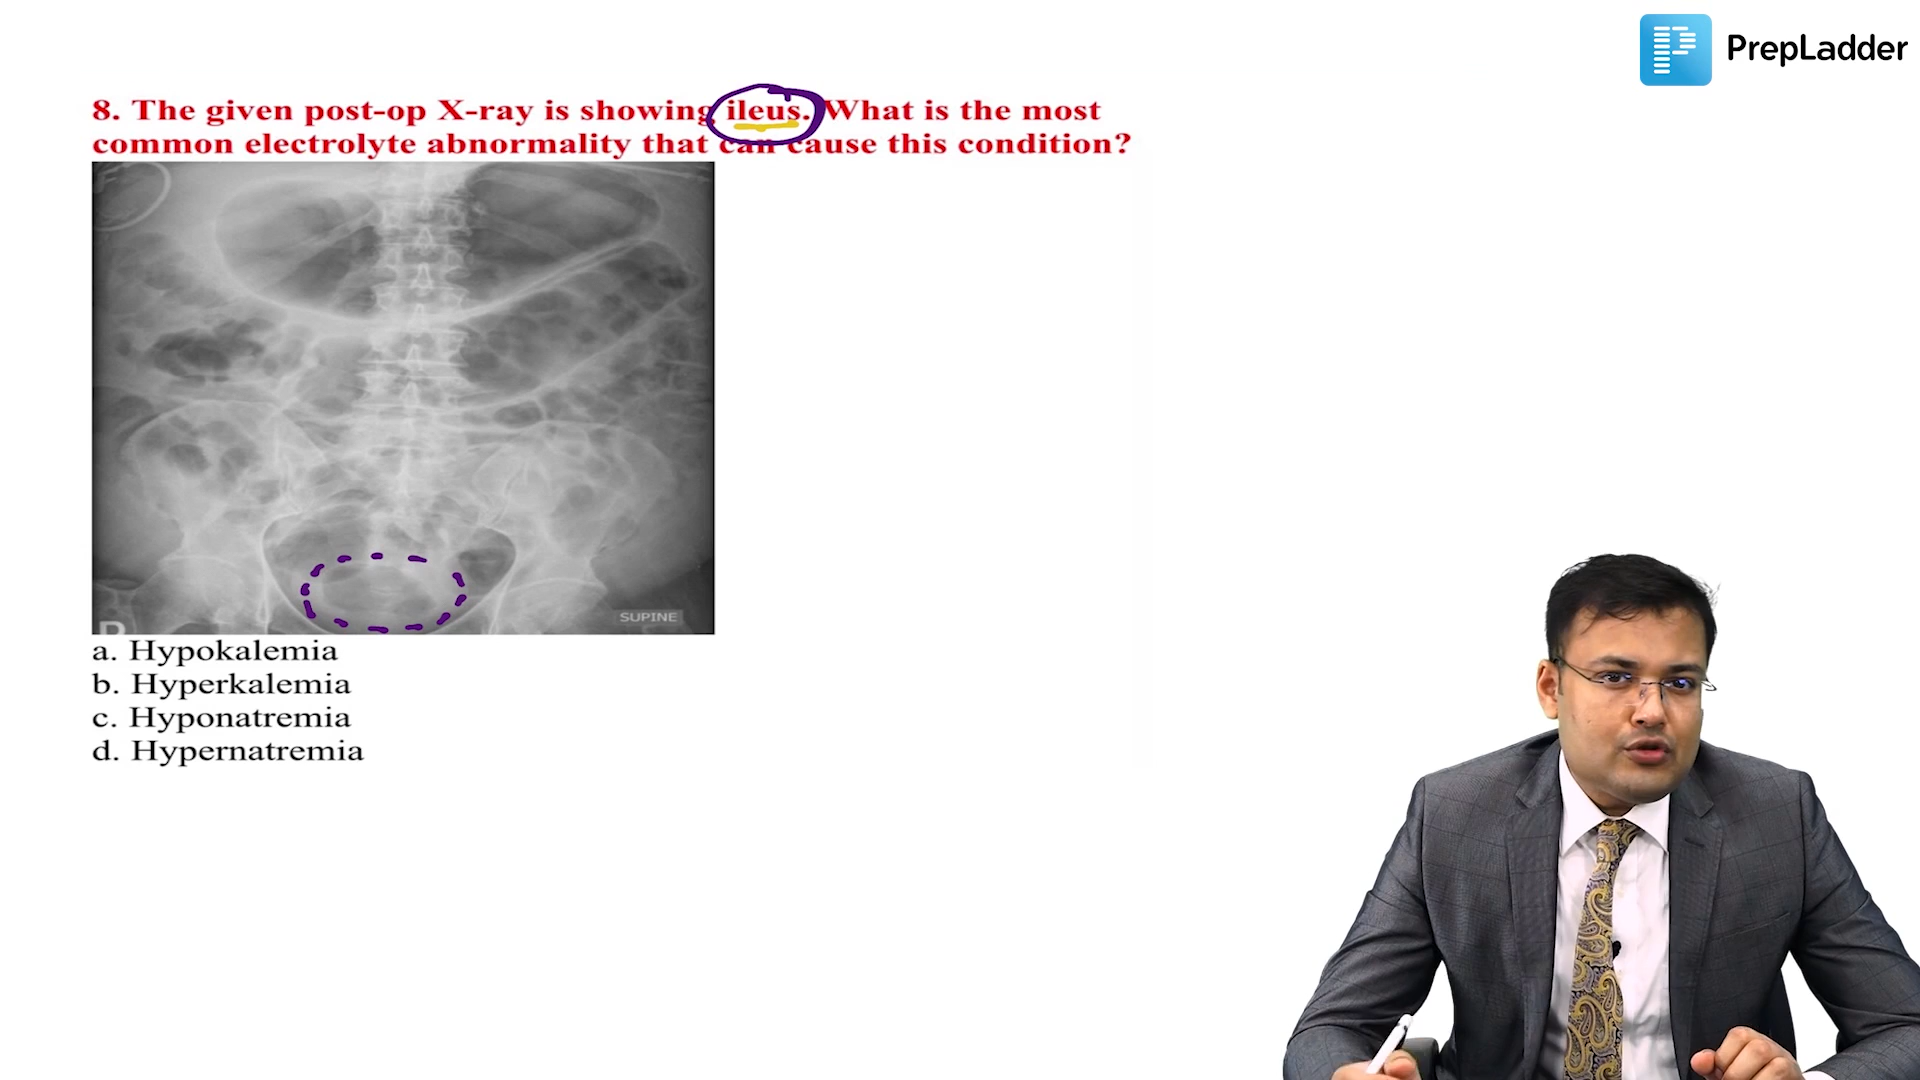 PrepLadder
8. The given post-op X-ray is showing ileus. What is the most
common electrolyte abnormality that can cause this condition?
SUPINE
a. Hypokalemia
b. Hyperkalemia
c. Hyponatremia
d. Hypernatremia